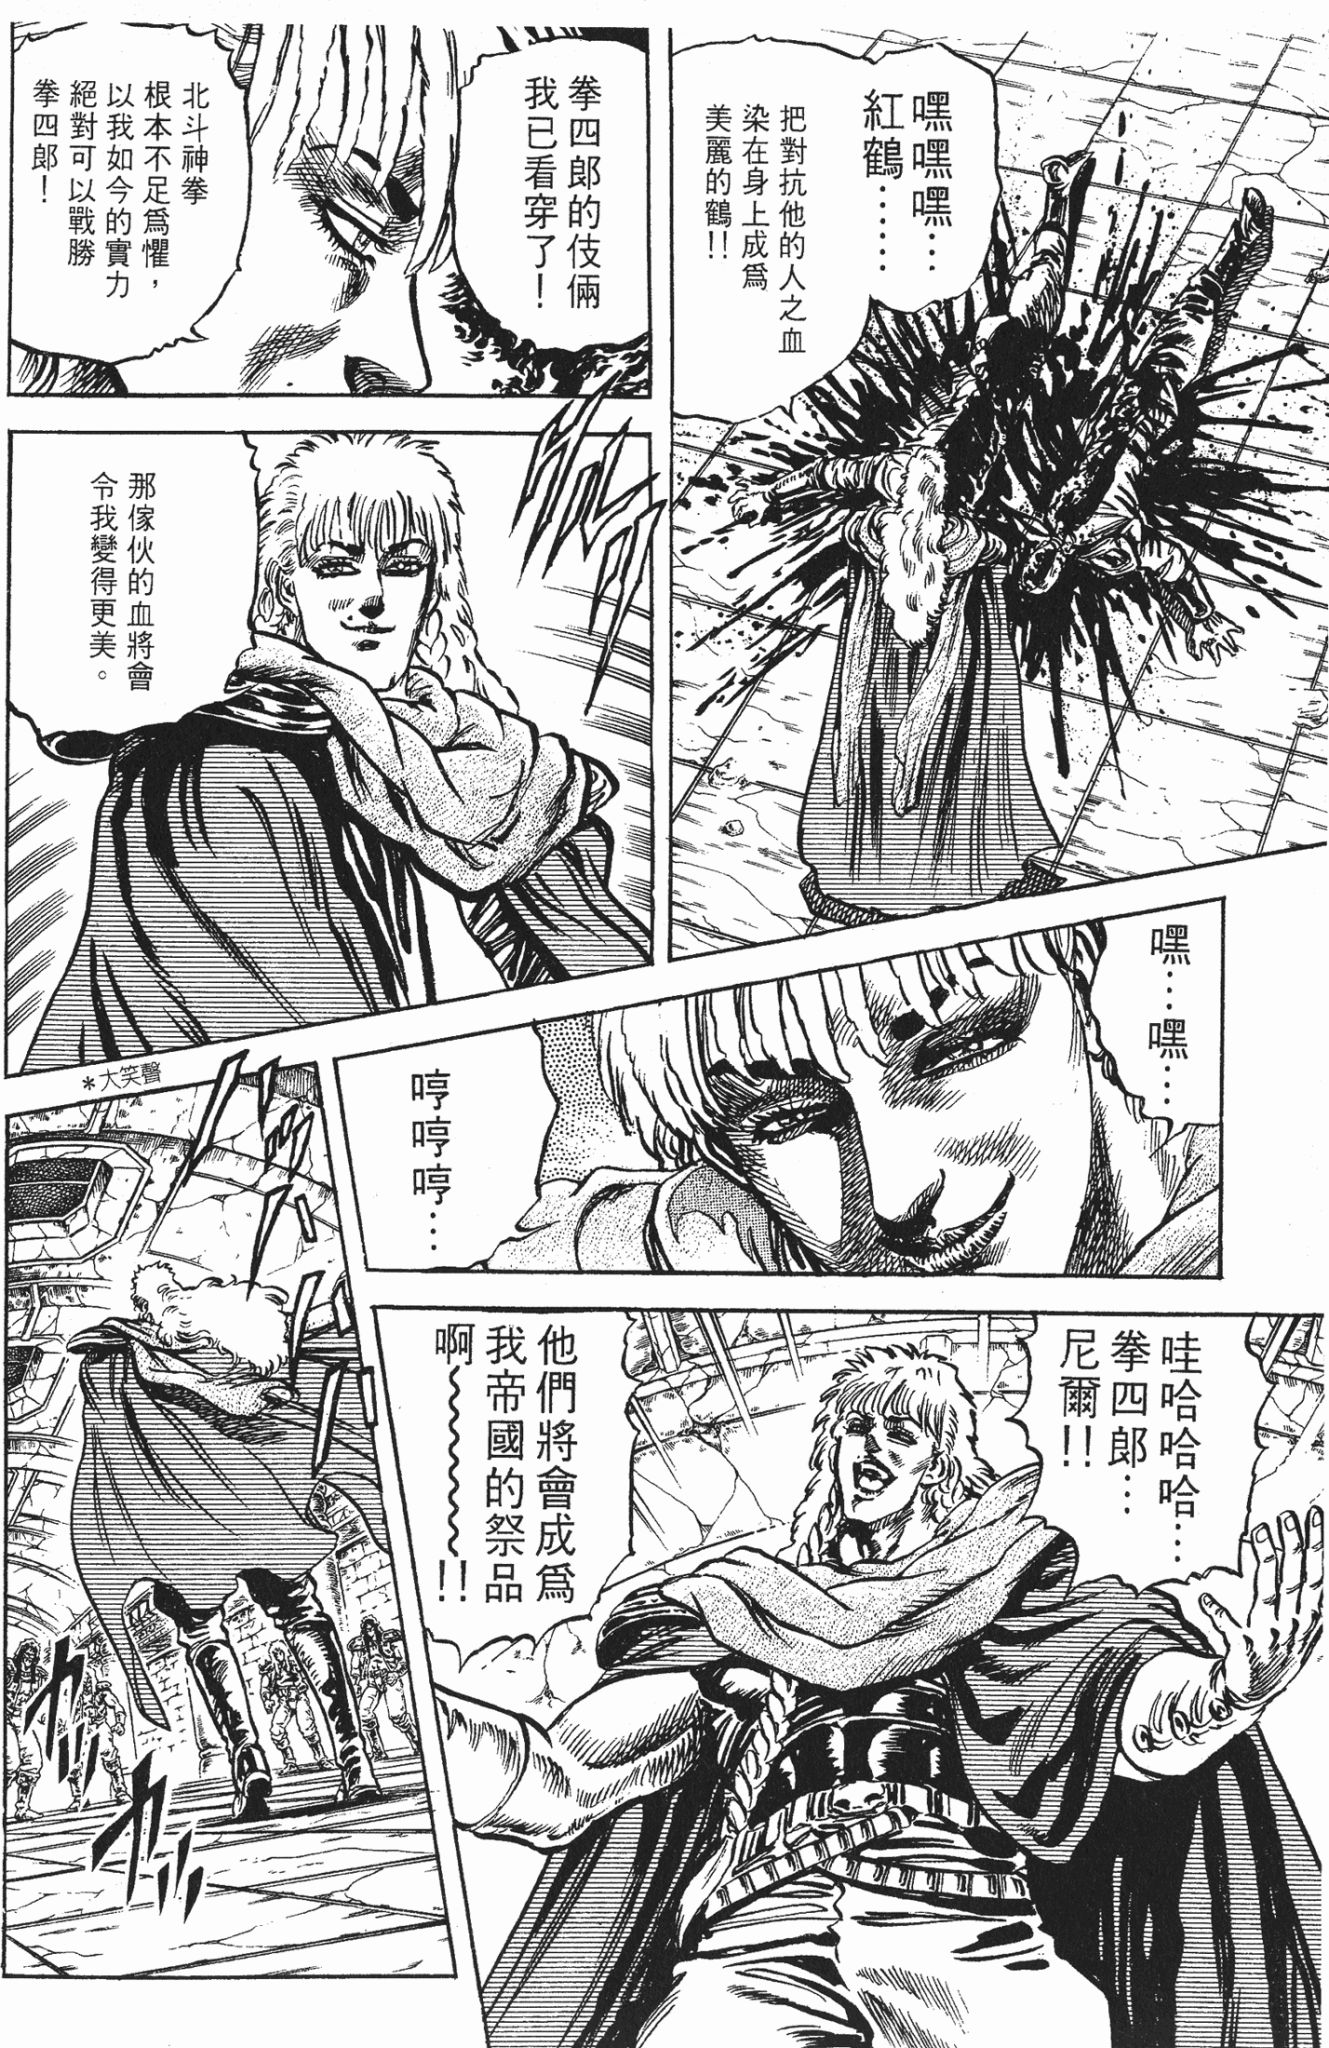 嘿嘿嘿…
紅鶴……
把對抗他的人之血
染在身上成爲
美麗的鶴!!
拳四郎的伎倆
我已看穿了！
北斗神拳
根本不足爲懼，
以我如今的實力
絕對可以戰勝
拳四郎！
那傢伙的血將會
令我變得更美。
嘿…嘿…
哼哼哼…
哇哈哈哈…
拳四郎…
尼爾!!
他們將會成爲
我帝國的祭品
啊～～～!!
＊大笑聲